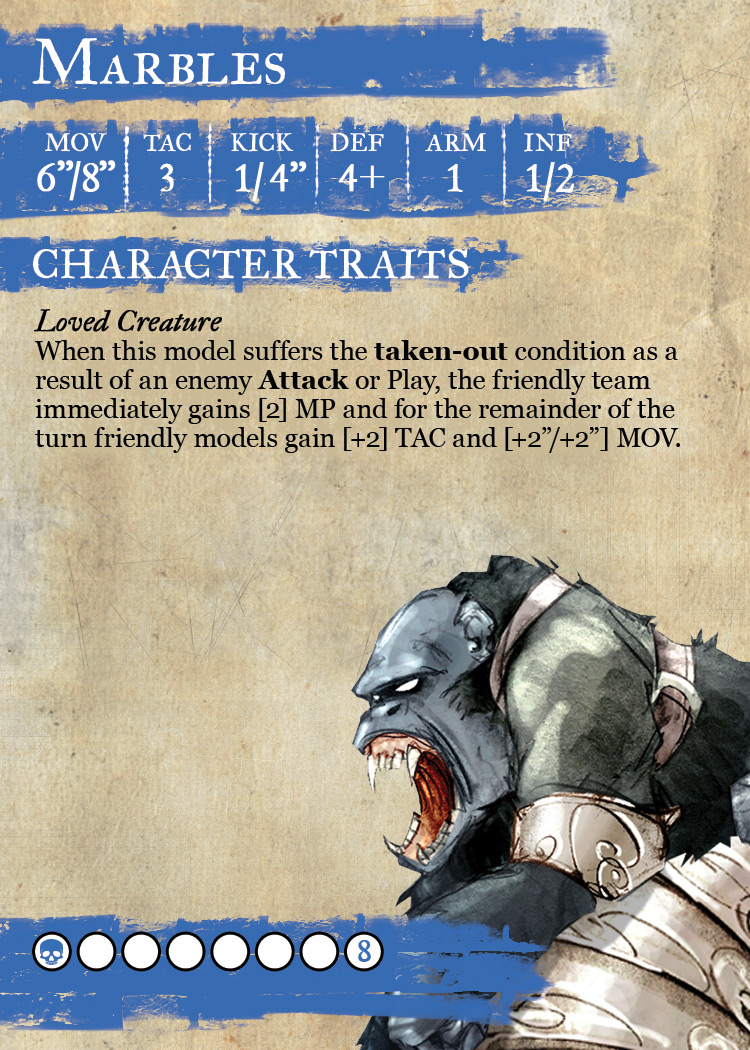 Marbles
MOV TAC KICK DEF ARM INF
6”/8” 3 1/4” 4+ 1 1/2
CHARACTER TRAITS
Loved Creature
When this model suffers the taken-out condition as a
result of an enemy Attack or Play, the friendly team
immediately gains [2] MP and for the remainder of the
turn friendly models gain [+2] TAC and [+2”/+2”] MOV.
8